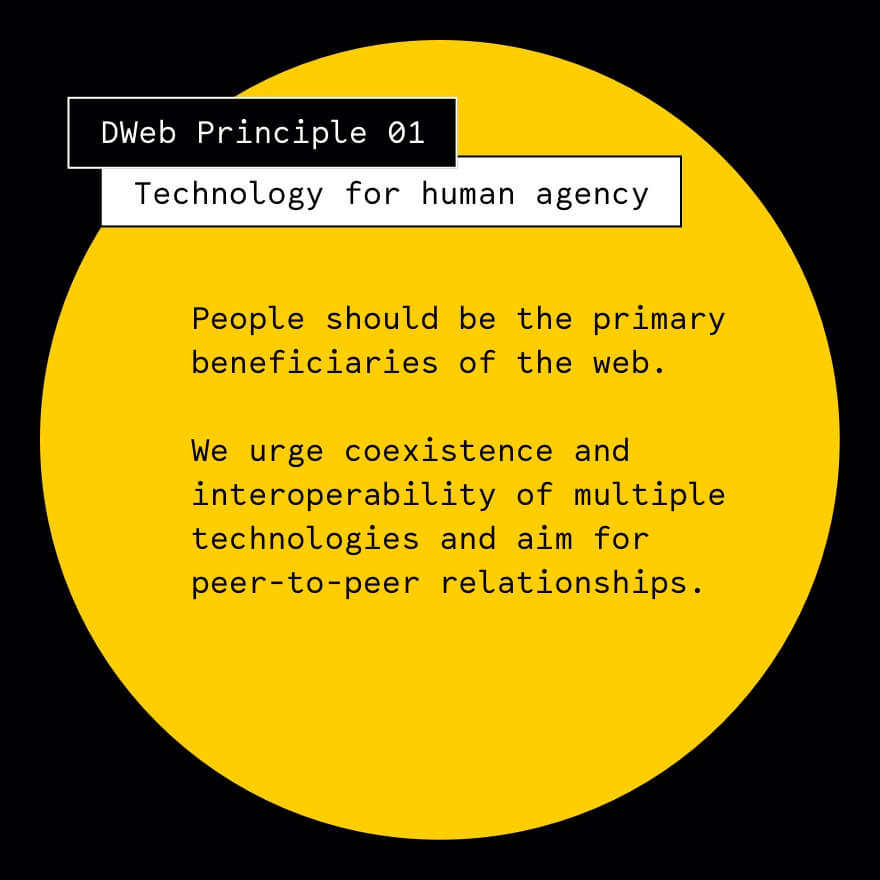 DWeb Principle 01
Technology for human agency
People should be the primary
beneficiaries of the web.
We urge coexistence and
interoperability of multiple
technologies and aim for
peer-to-peer relationships.